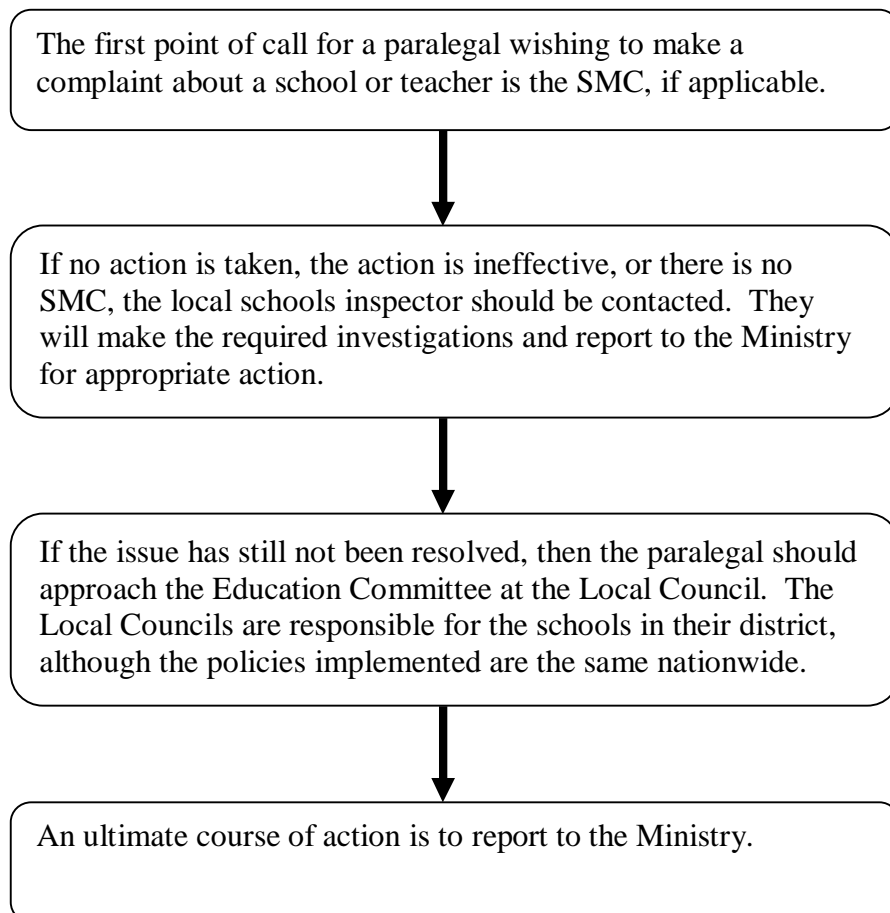 The first point of call for a paralegal wishing to make a
complaint about a school or teacher is the SMC, if applicable.
If no action is taken, the action is ineffective, or there is no
SMC, the local schools inspector should be contacted.  They
will make the required investigations and report to the Ministry
for appropriate action.
If the issue has still not been resolved, then the paralegal should
approach the Education Committee at the Local Council.  The
Local Councils are responsible for the schools in their district,
although the policies implemented are the same nationwide.
An ultimate course of action is to report to the Ministry.